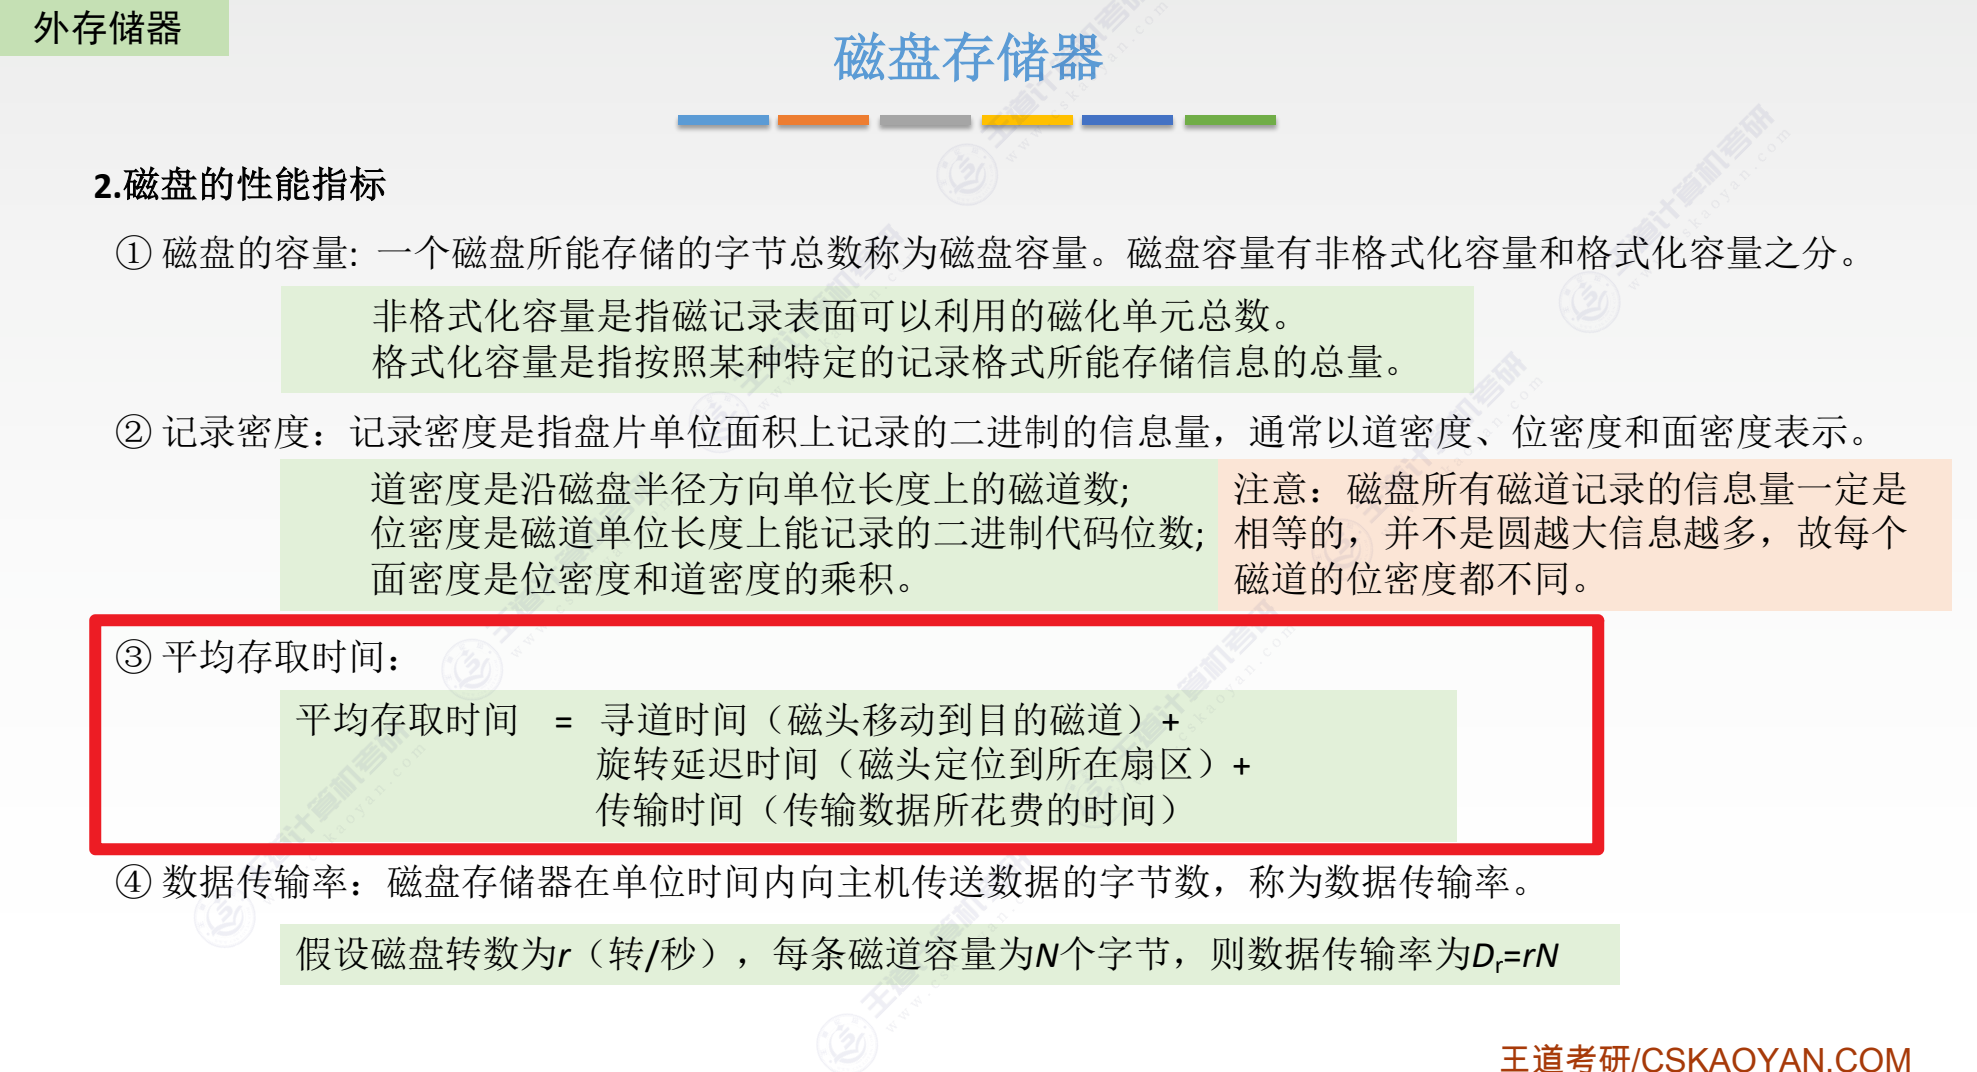 外存储器
磁盘存储器
2.磁盘的性能指标
① 磁盘的容量: 一个磁盘所能存储的字节总数称为磁盘容量。磁盘容量有非格式化容量和格式化容量之分。
非格式化容量是指磁记录表面可以利用的磁化单元总数。
格式化容量是指按照某种特定的记录格式所能存储信息的总量。
② 记录密度：记录密度是指盘片单位面积上记录的二进制的信息量，通常以道密度、位密度和面密度表示。
道密度是沿磁盘半径方向单位长度上的磁道数;
位密度是磁道单位长度上能记录的二进制代码位数;
面密度是位密度和道密度的乘积。
注意：磁盘所有磁道记录的信息量一定是
相等的，并不是圆越大信息越多，故每个
磁道的位密度都不同。
③ 平均存取时间：
平均存取时间 = 寻道时间（磁头移动到目的磁道）+
旋转延迟时间（磁头定位到所在扇区）+
传输时间（传输数据所花费的时间）
④ 数据传输率：磁盘存储器在单位时间内向主机传送数据的字节数，称为数据传输率。
假设磁盘转数为r（转/秒），每条磁道容量为N个字节，则数据传输率为Dr=rN
王道考研/CSKAOYAN.COM